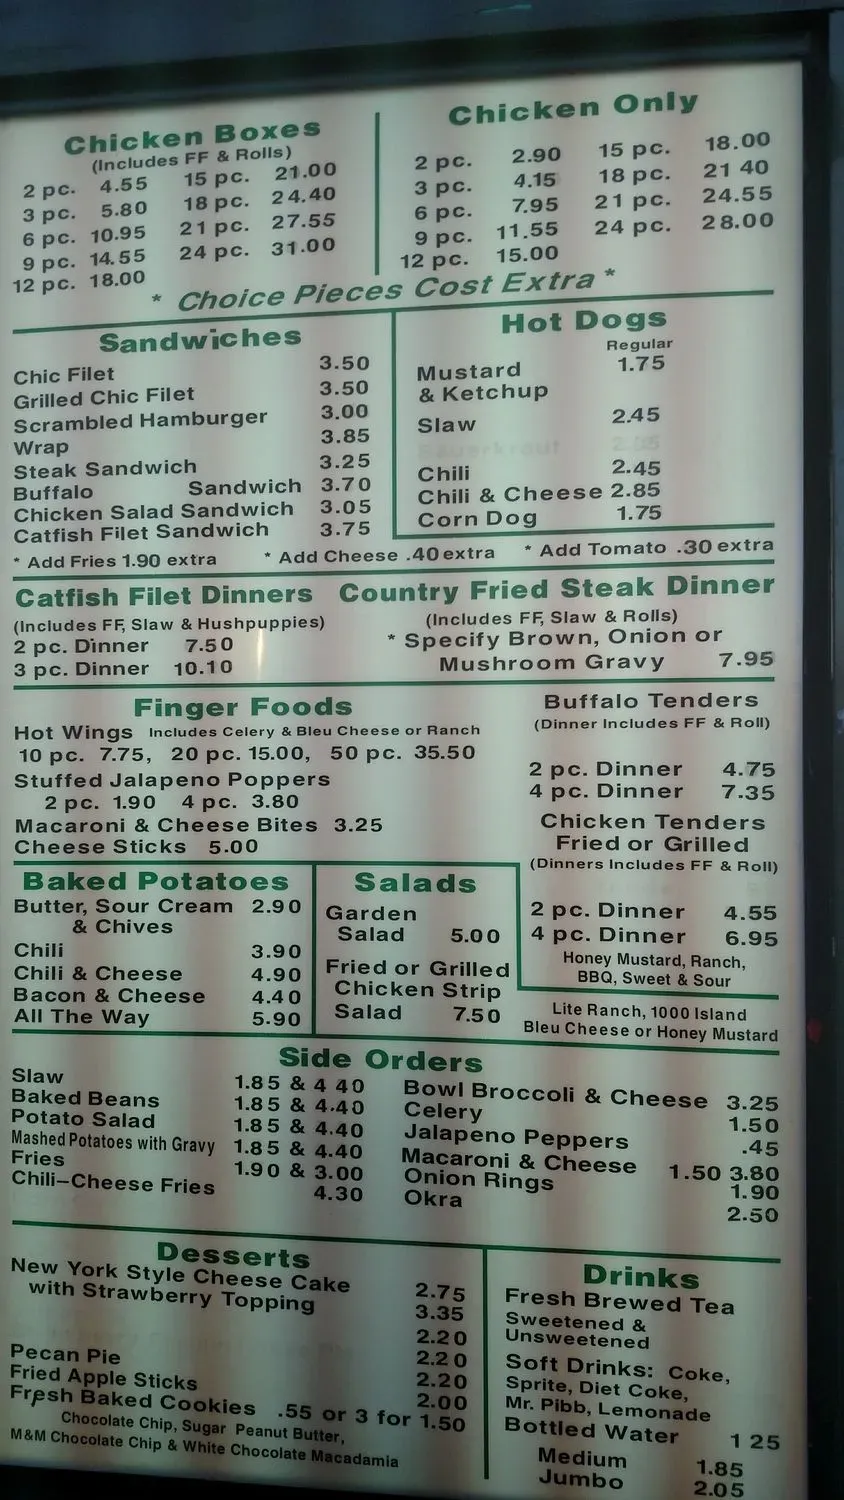 Chicken Boxes
(Includes FF & Rolls)
2 pc. 4.55 15 pc. 21.00
3 pc. 5.80 18 pc. 24.40
6 pc. 10.95 21 pc. 27.55
9 pc. 14.55 24 pc. 31.00
12 pc. 18.00
Chicken Only
2 pc. 2.90 15 pc. 18.00
3 pc. 4.15 18 pc. 21 40
6 pc. 7.95 21 pc. 24.55
9 pc. 11.55 24 pc. 28.00
12 pc. 15.00
* Choice Pieces Cost Extra *
Sandwiches
Chic Filet 3.50
Grilled Chic Filet 3.50
Scrambled Hamburger 3.00
Wrap 3.85
Steak Sandwich 3.25
Buffalo Sandwich 3.70
Chicken Salad Sandwich 3.05
Catfish Filet Sandwich 3.75
Hot Dogs
Regular
Mustard 1.75
& Ketchup
Slaw 2.45
Chili 2.45
Chili & Cheese 2.85
Corn Dog 1.75
* Add Fries 1.90 extra * Add Cheese .40 extra * Add Tomato .30 extra
Catfish Filet Dinners
(Includes FF, Slaw & Hushpuppies)
2 pc. Dinner 7.50
3 pc. Dinner 10.10
Country Fried Steak Dinner
(Includes FF, Slaw & Rolls)
* Specify Brown, Onion or
Mushroom Gravy 7.95
Finger Foods
Hot Wings Includes Celery & Bleu Cheese or Ranch
10 pc. 7.75, 20 pc. 15.00, 50 pc. 35.50
Stuffed Jalapeno Poppers
2 pc. 1.90 4 pc. 3.80
Macaroni & Cheese Bites 3.25
Cheese Sticks 5.00
Buffalo Tenders
(Dinner Includes FF & Roll)
2 pc. Dinner 4.75
4 pc. Dinner 7.35
Chicken Tenders
Fried or Grilled
(Dinners Includes FF & Roll)
2 pc. Dinner 4.55
4 pc. Dinner 6.95
Honey Mustard, Ranch,
BBQ, Sweet & Sour
Baked Potatoes
Butter, Sour Cream 2.90
& Chives
Chili 3.90
Chili & Cheese 4.90
Bacon & Cheese 4.40
All The Way 5.90
Salads
Garden
Salad 5.00
Fried or Grilled
Chicken Strip
Salad 7.50
Lite Ranch, 1000 Island
Bleu Cheese or Honey Mustard
Side Orders
Slaw 1.85 & 4 40
Baked Beans 1.85 & 4.40
Potato Salad 1.85 & 4.40
Mashed Potatoes with Gravy 1.85 & 4.40
Fries 1.90 & 3.00
Chili-Cheese Fries 4.30
Bowl Broccoli & Cheese 3.25
Celery 1.50
Jalapeno Peppers .45
Macaroni & Cheese 1.50 3.80
Onion Rings 1.90
Okra 2.50
Desserts
New York Style Cheese Cake 2.75
with Strawberry Topping 3.35
2.20
Pecan Pie 2.20
Fried Apple Sticks 2.20
2.00
Fresh Baked Cookies .55 or 3 for 1.50
Chocolate Chip, Sugar Peanut Butter,
M&M Chocolate Chip & White Chocolate Macadamia
Drinks
Fresh Brewed Tea
Sweetened &
Unsweetened
Soft Drinks: Coke,
Sprite, Diet Coke,
Mr. Pibb, Lemonade
Bottled Water 1 25
Medium 1.85
Jumbo 2.05